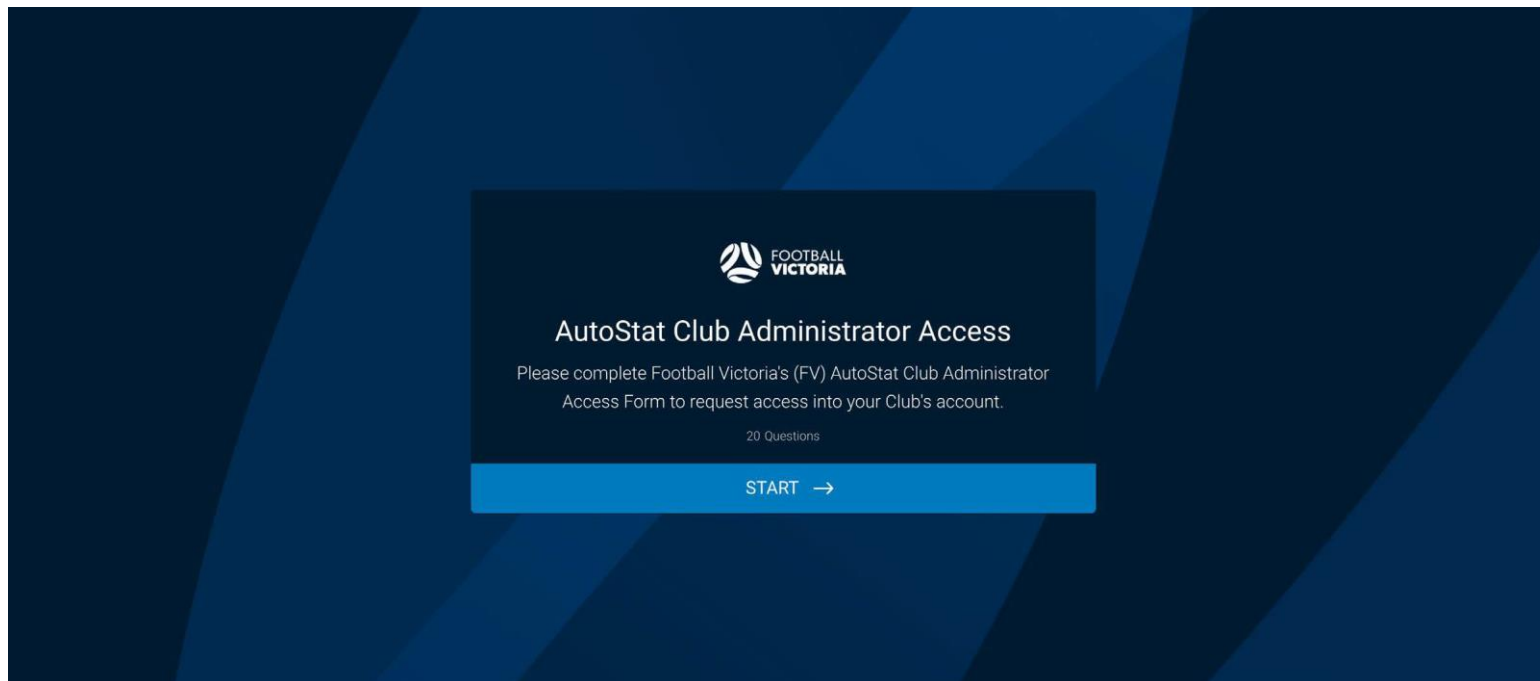 FOOTBALL
VICTORIA
AutoStat Club Administrator Access
Please complete Football Victoria's (FV) AutoStat Club Administrator
Access Form to request access into your Club's account.
20 Questions
START →